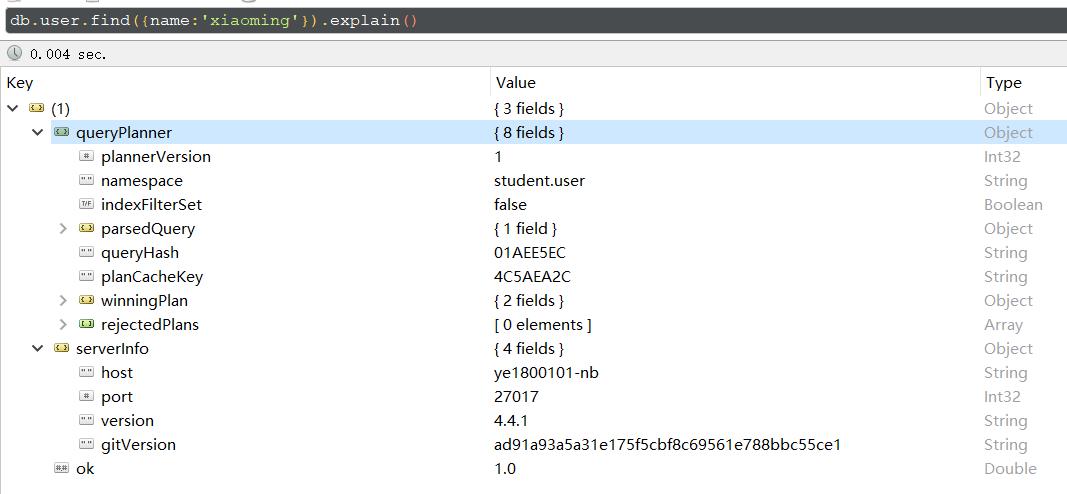 db.user.find({name:'xiaoming'}).explain()
0.004 sec.
Key Value Type
(1) { 3 fields } Object
queryPlanner { 8 fields } Object
# plannerVersion 1 Int32
"" namespace student.user String
T/F indexFilterSet false Boolean
parsedQuery { 1 field } Object
"" queryHash 01AEE5EC String
"" planCacheKey 4C5AEA2C String
winningPlan { 2 fields } Object
rejectedPlans [ 0 elements ] Array
serverInfo { 4 fields } Object
"" host ye1800101-nb String
# port 27017 Int32
"" version 4.4.1 String
"" gitVersion ad91a93a5a31e175f5cbf8c69561e788bbc55ce1 String
## ok 1.0 Double